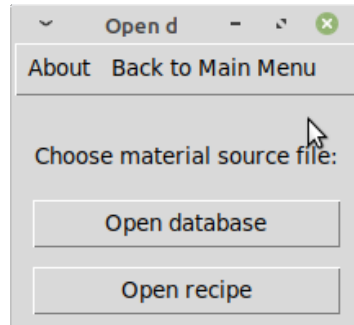 Open d
About Back to Main Menu
Choose material source file:
Open database
Open recipe